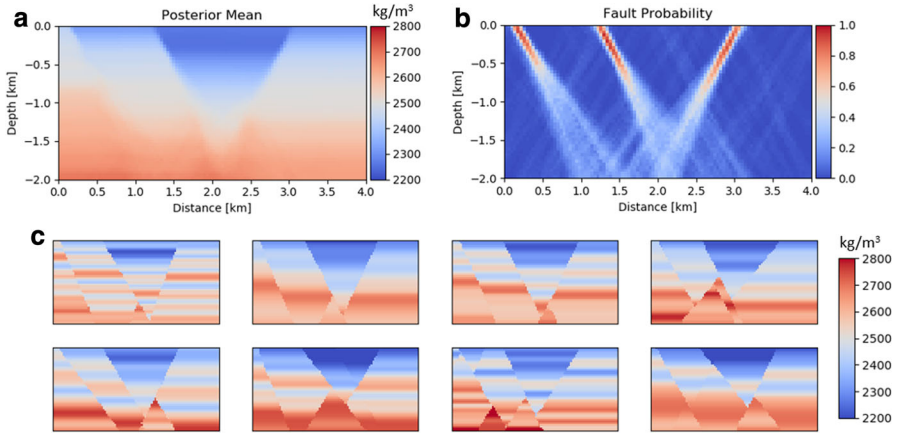 a
Posterior Mean
kg/m³
Depth [km]
0.0
−0.5
−1.0
−1.5
−2.0
0.0 0.5 1.0 1.5 2.0 2.5 3.0 3.5 4.0
Distance [km]
2800
2700
2600
2500
2400
2300
2200
b
Fault Probability
Depth [km]
0.0
−0.5
−1.0
−1.5
−2.0
0.0 0.5 1.0 1.5 2.0 2.5 3.0 3.5 4.0
Distance [km]
1.0
0.8
0.6
0.4
0.2
0.0
c
kg/m³
2800
2700
2600
2500
2400
2300
2200